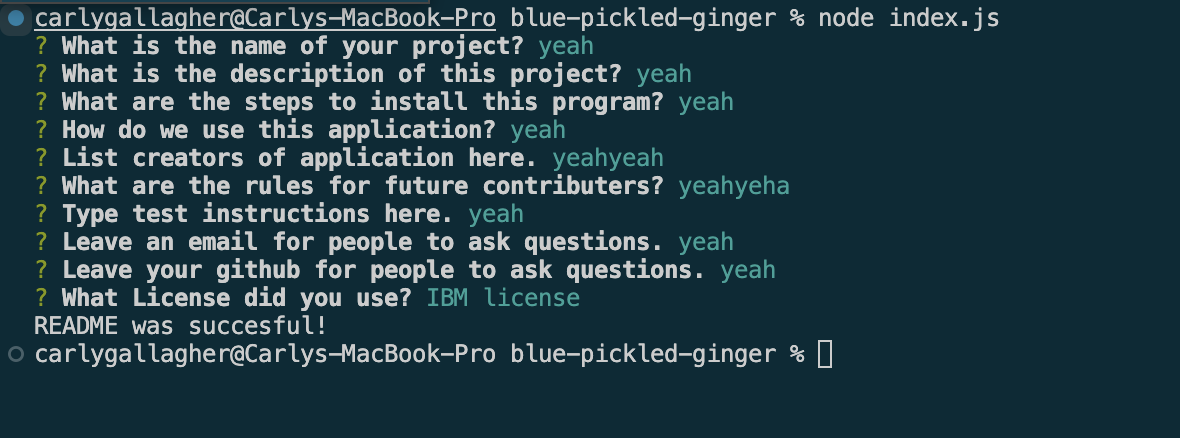 carlygallagher@Carlys-MacBook-Pro blue-pickled-ginger % node index.js
? What is the name of your project? yeah
? What is the description of this project? yeah
? What are the steps to install this program? yeah
? How do we use this application? yeah
? List creators of application here. yeahyeah
? What are the rules for future contributers? yeahyeha
? Type test instructions here. yeah
? Leave an email for people to ask questions. yeah
? Leave your github for people to ask questions. yeah
? What License did you use? IBM license
README was succesful!
carlygallagher@Carlys-MacBook-Pro blue-pickled-ginger %